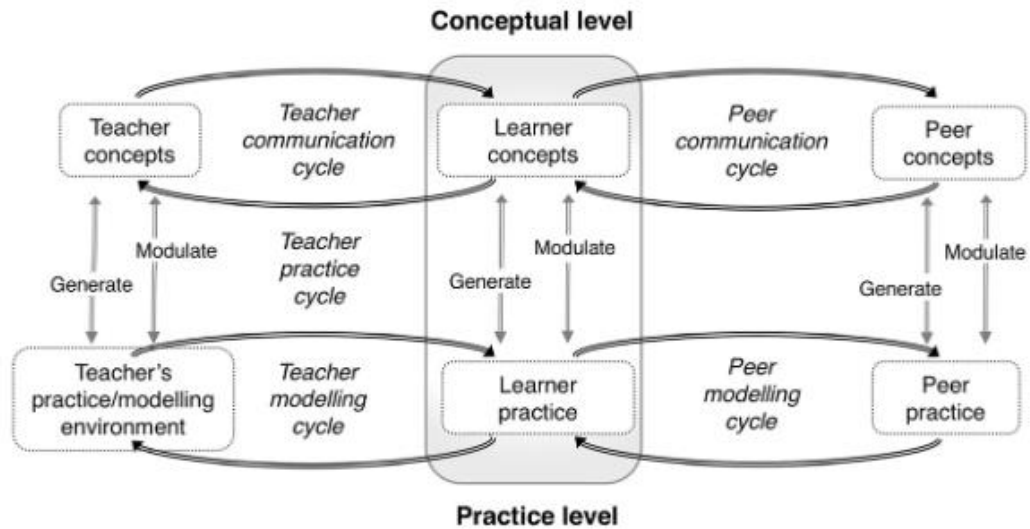 Conceptual level
Teacher
concepts
Teacher
communication
cycle
Learner
concepts
Peer
communication
cycle
Peer
concepts
Generate
Modulate
Teacher
practice
cycle
Generate
Modulate
Generate
Modulate
Teacher's
practice/modelling
environment
Teacher
modelling
cycle
Learner
practice
Peer
modelling
cycle
Peer
practice
Practice level